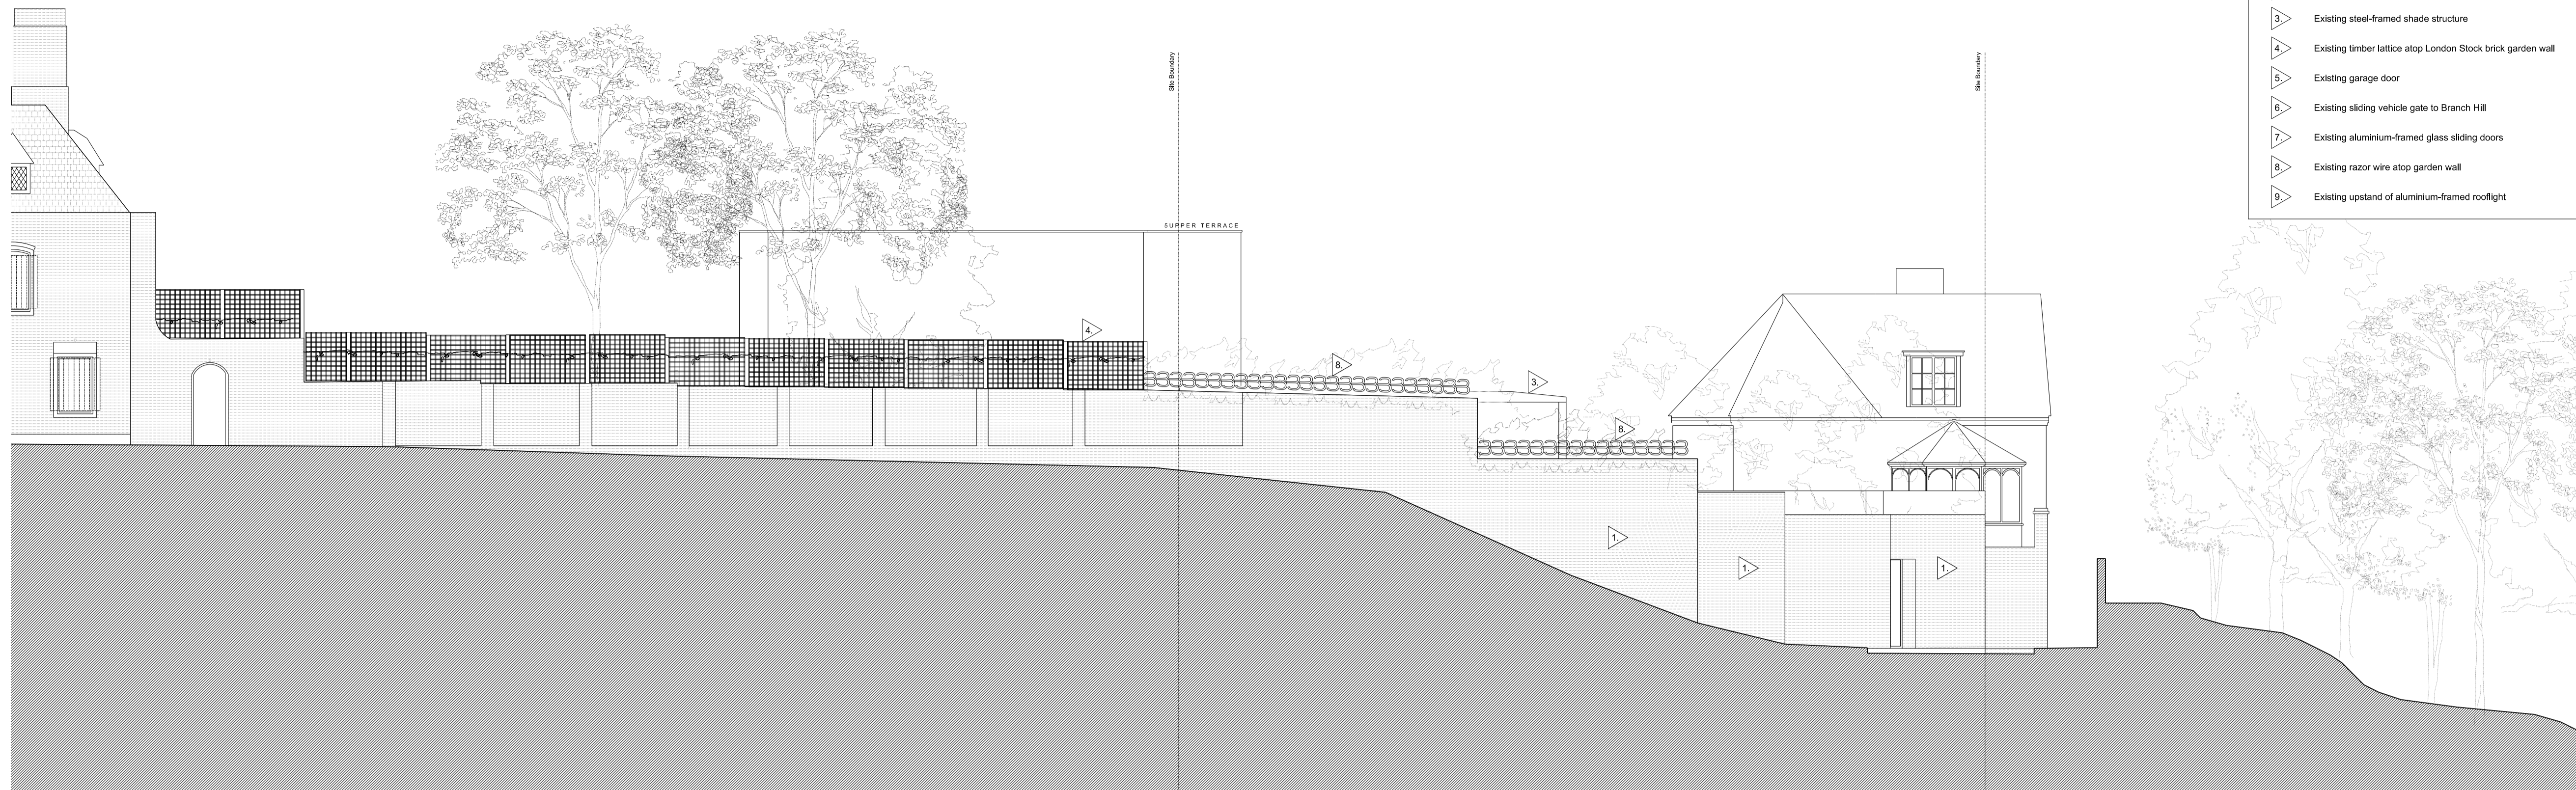 3. Existing steel-framed shade structure
4. Existing timber lattice atop London Stock brick garden wall
5. Existing garage door
6. Existing sliding vehicle gate to Branch Hill
7. Existing aluminium-framed glass sliding doors
8. Existing razor wire atop garden wall
9. Existing upstand of aluminium-framed rooflight
Site Boundary
Site Boundary
5UPPER TERRACE
4.
8.
3.
8.
1.
1.
1.